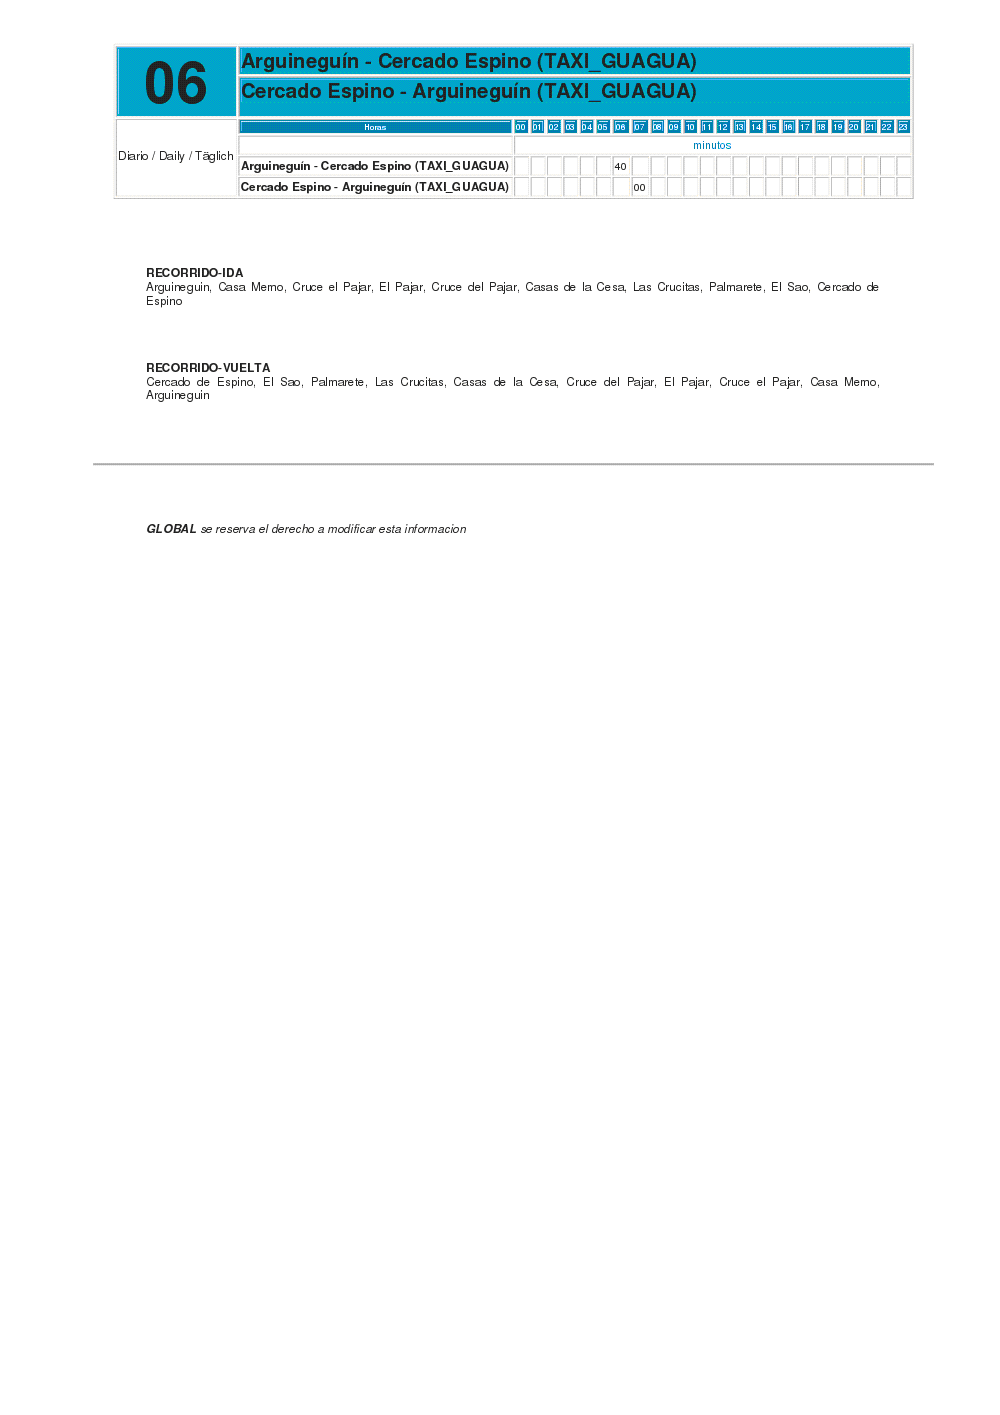 06
Arguineguín - Cercado Espino (TAXI_GUAGUA)
Cercado Espino - Arguineguín (TAXI_GUAGUA)
Diario / Daily / Täglich
Horas 00 01 02 03 04 05 06 07 08 09 10 11 12 13 14 15 16 17 18 19 20 21 22 23
minutos
Arguineguín - Cercado Espino (TAXI_GUAGUA) 40
Cercado Espino - Arguineguín (TAXI_GUAGUA) 00
RECORRIDO-IDA
Arguineguin, Casa Memo, Cruce el Pajar, El Pajar, Cruce del Pajar, Casas de la Cesa, Las Crucitas, Palmarete, El Sao, Cercado de
Espino
RECORRIDO-VUELTA
Cercado de Espino, El Sao, Palmarete, Las Crucitas, Casas de la Cesa, Cruce del Pajar, El Pajar, Cruce el Pajar, Casa Memo,
Arguineguin
GLOBAL se reserva el derecho a modificar esta informacion